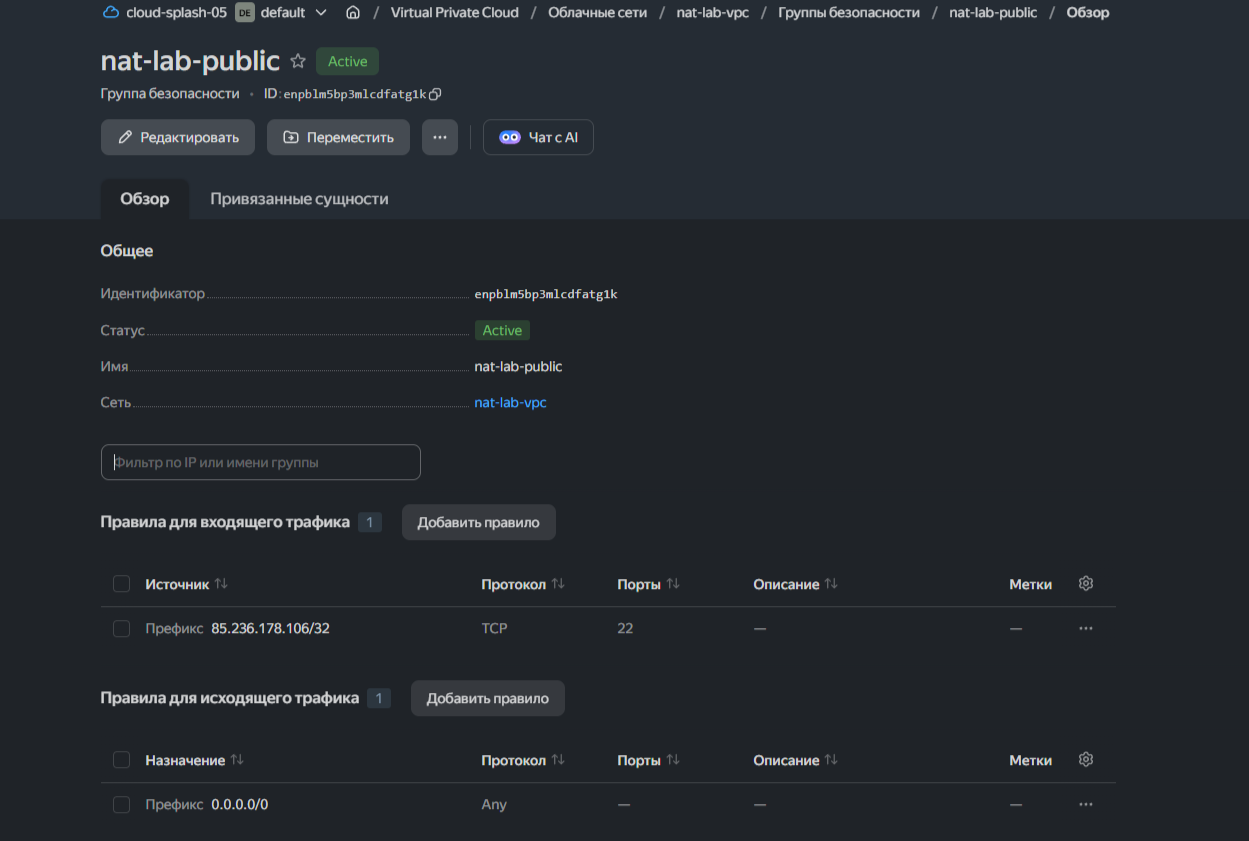 cloud-splash-05 DE default / Virtual Private Cloud / Облачные сети / nat-lab-vpc / Группы безопасности / nat-lab-public / Обзор
nat-lab-public Active
Группа безопасности • ID: enpblm5bp3mlcdfatg1k
Редактировать Переместить ... Чат с AI
Обзор Привязанные сущности
Общее
Идентификатор enpblm5bp3mlcdfatg1k
Статус Active
Имя nat-lab-public
Сеть nat-lab-vpc
Фильтр по IP или имени группы
Правила для входящего трафика 1 Добавить правило
Источник Протокол Порты Описание Метки
Префикс 85.236.178.106/32 TCP 22 — — ...
Правила для исходящего трафика 1 Добавить правило
Назначение Протокол Порты Описание Метки
Префикс 0.0.0.0/0 Any — — — ...